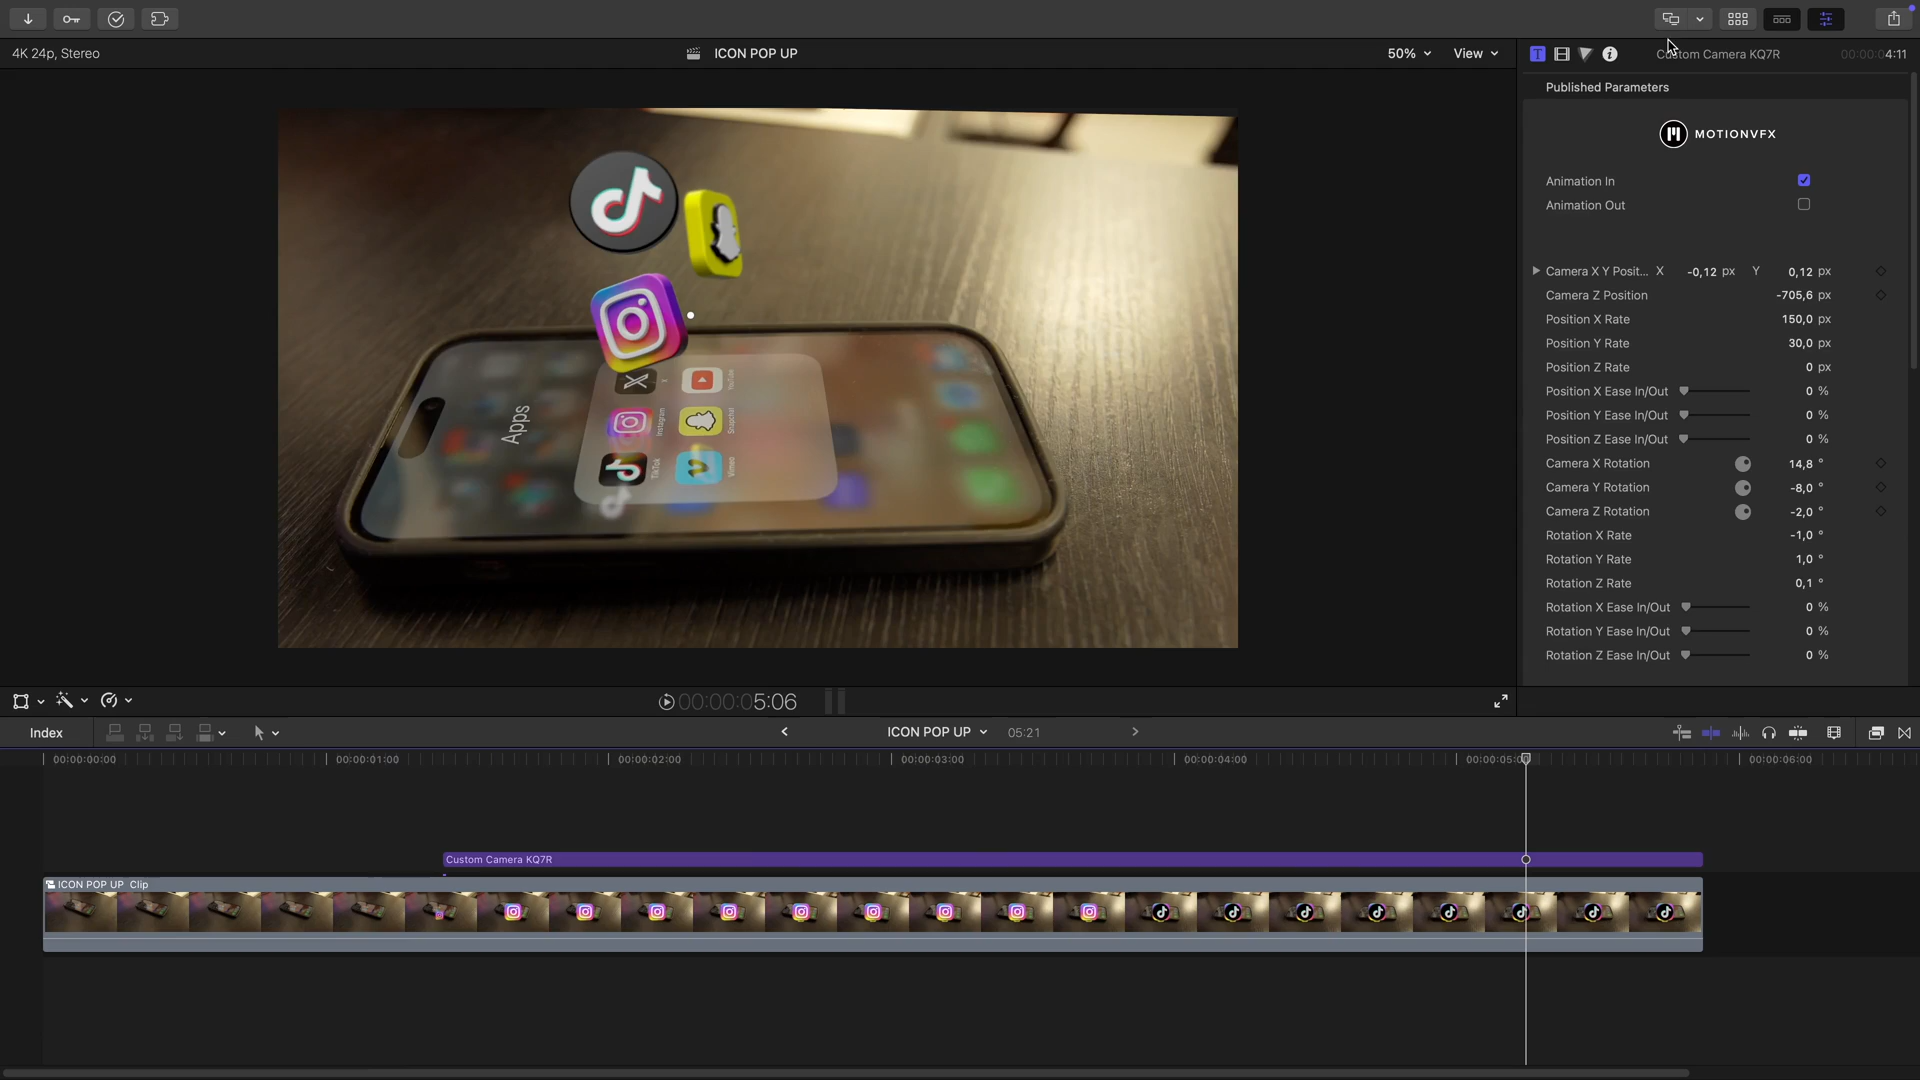 4K 24p, Stereo
ICON POP UP
50%
View
Custom Camera KQ7R
00:00:04:11
Published Parameters
MOTIONVFX
Animation In
Animation Out
Camera X Y Posit... X -0,12 px Y 0,12 px
Camera Z Position -705,6 px
Position X Rate 150,0 px
Position Y Rate 30,0 px
Position Z Rate 0 px
Position X Ease In/Out 0 %
Position Y Ease In/Out 0 %
Position Z Ease In/Out 0 %
Camera X Rotation 14,8 °
Camera Y Rotation -8,0 °
Camera Z Rotation -2,0 °
Rotation X Rate -1,0 °
Rotation Y Rate 1,0 °
Rotation Z Rate 0,1 °
Rotation X Ease In/Out 0 %
Rotation Y Ease In/Out 0 %
Rotation Z Ease In/Out 0 %
Apps
X
YouTube
Instagram
Snapchat
TikTok
Vimeo
00:00:05:06
Index
ICON POP UP
05:21
00:00:00:00
00:00:01:00
00:00:02:00
00:00:03:00
00:00:04:00
00:00:05:0
00:00:06:00
Custom Camera KQ7R
ICON POP UP Clip